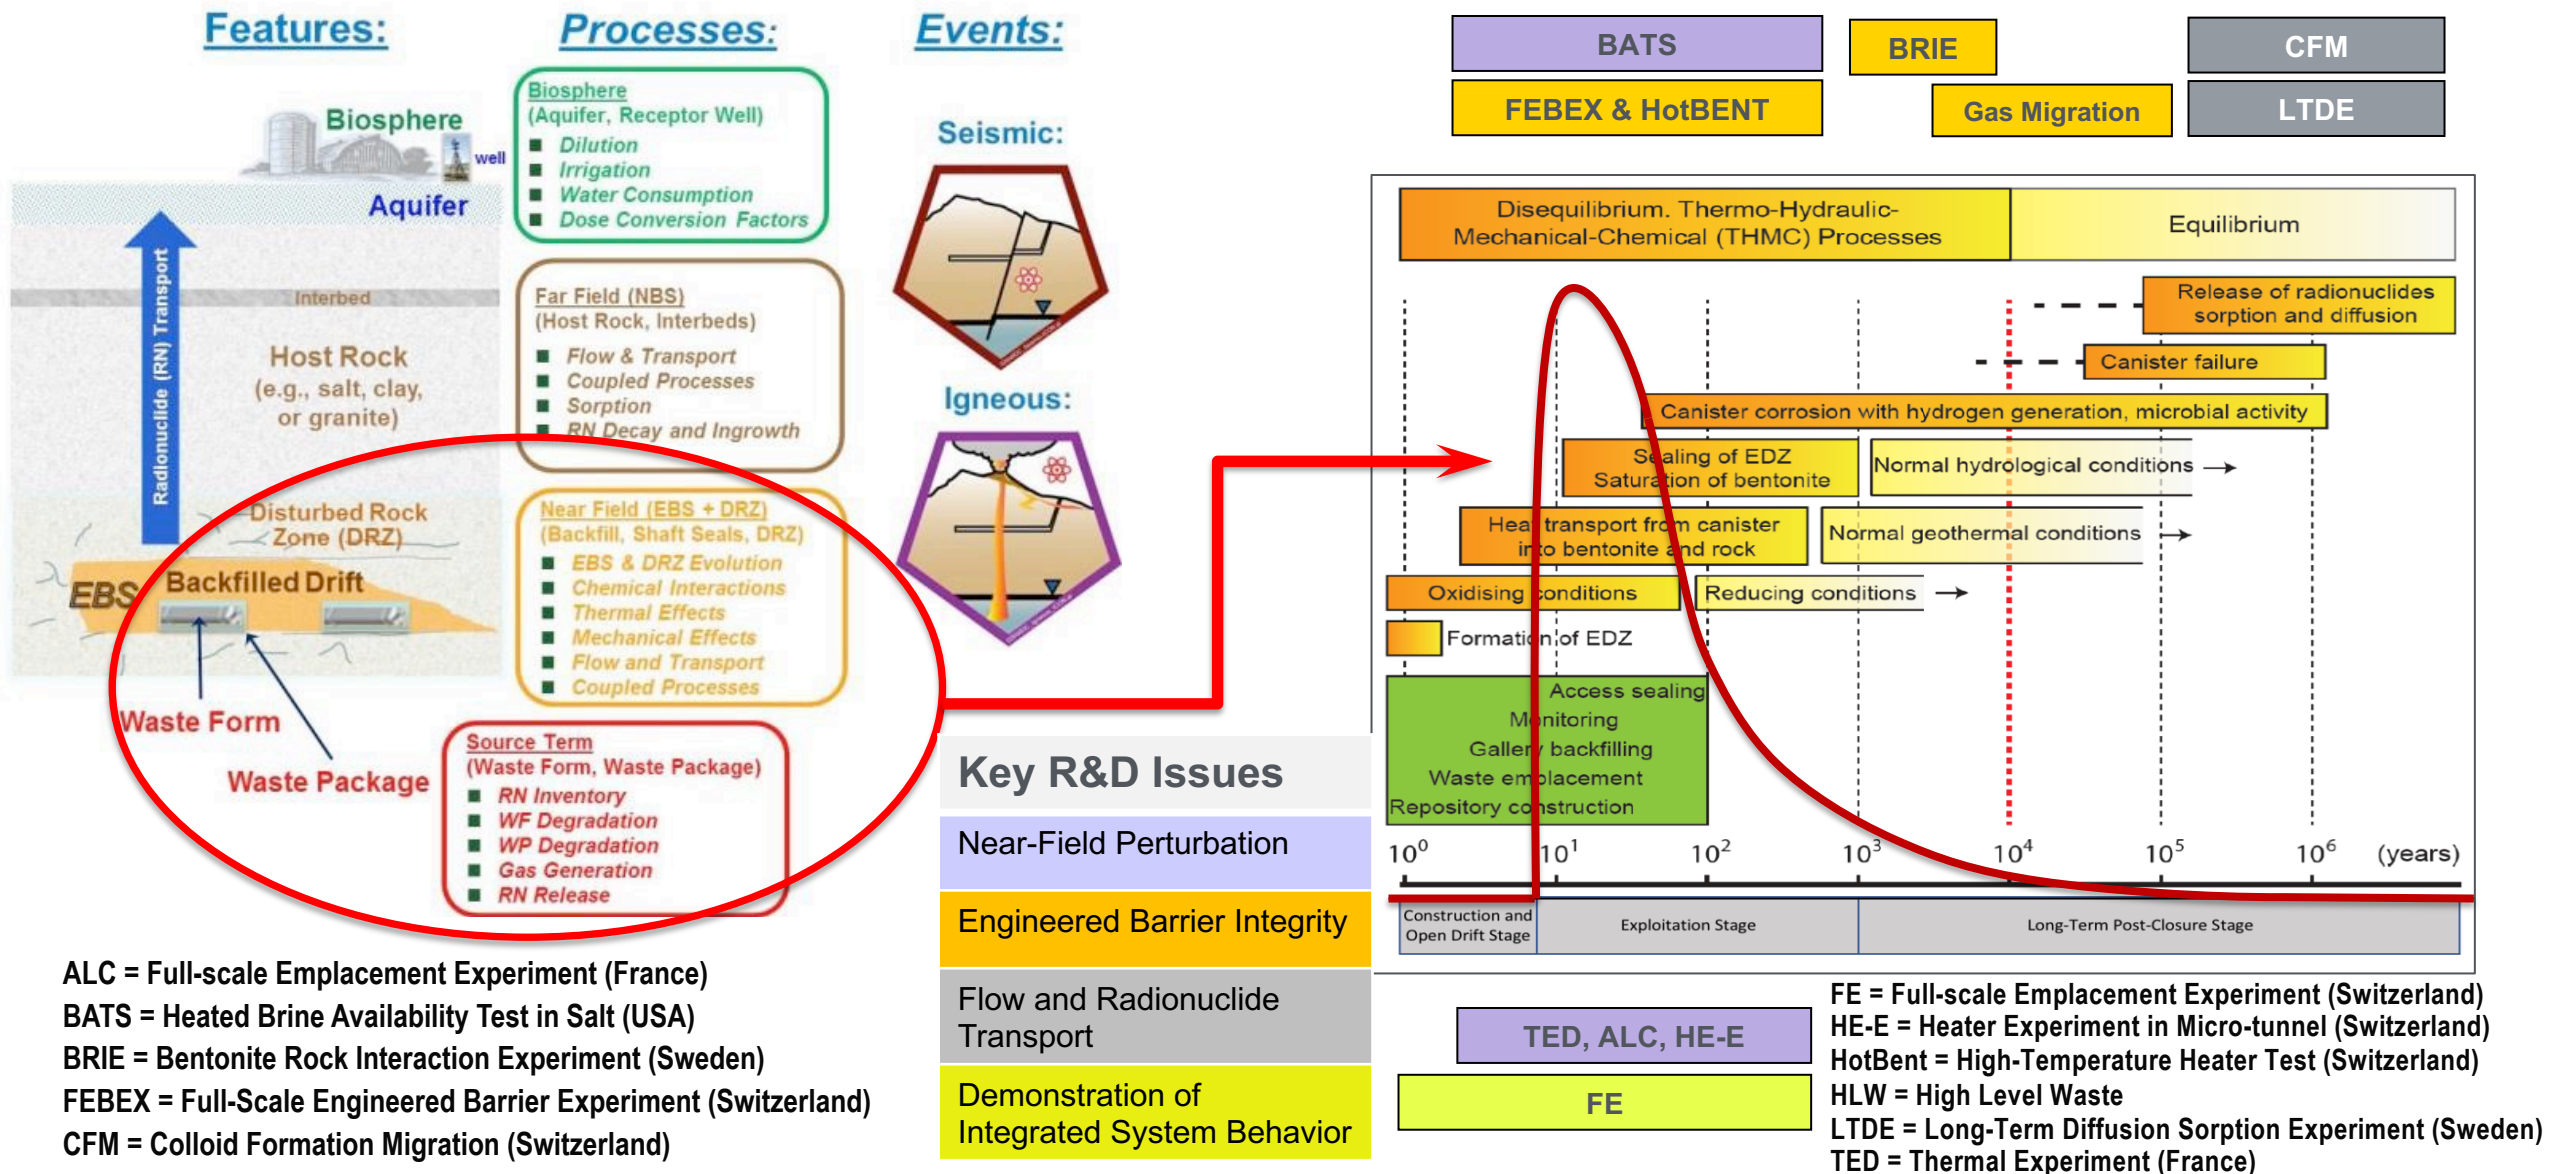 Features:
Processes:
Events:
Biosphere
well
Aquifer
Radionuclide (RN) Transport
Interbed
Host Rock
(e.g., salt, clay,
or granite)
Disturbed Rock
Zone (DRZ)
EBS
Backfilled Drift
Waste Form
Waste Package
Biosphere
(Aquifer, Receptor Well)
Dilution
Irrigation
Water Consumption
Dose Conversion Factors
Far Field (NBS)
(Host Rock, Interbeds)
Flow & Transport
Coupled Processes
Sorption
RN Decay and Ingrowth
Near Field (EBS + DRZ)
(Backfill, Shaft Seals, DRZ)
EBS & DRZ Evolution
Chemical Interactions
Thermal Effects
Mechanical Effects
Flow and Transport
Coupled Processes
Source Term
(Waste Form, Waste Package)
RN Inventory
WF Degradation
WP Degradation
Gas Generation
RN Release
Seismic:
Igneous:
BATS
BRIE
CFM
FEBEX & HotBENT
Gas Migration
LTDE
Disequilibrium. Thermo-Hydraulic-
Mechanical-Chemical (THMC) Processes
Equilibrium
Release of radionuclides
sorption and diffusion
Canister failure
Canister corrosion with hydrogen generation, microbial activity
Sealing of EDZ
Saturation of bentonite
Normal hydrological conditions
Heat transport from canister
into bentonite and rock
Normal geothermal conditions
Oxidising conditions
Reducing conditions
Formation of EDZ
Access sealing
Monitoring
Gallery backfilling
Waste emplacement
Repository construction
10⁰ 10¹ 10² 10³ 10⁴ 10⁵ 10⁶ (years)
Construction and
Open Drift Stage
Exploitation Stage
Long-Term Post-Closure Stage
Key R&D Issues
Near-Field Perturbation
Engineered Barrier Integrity
Flow and Radionuclide
Transport
Demonstration of
Integrated System Behavior
TED, ALC, HE-E
FE
ALC = Full-scale Emplacement Experiment (France)
BATS = Heated Brine Availability Test in Salt (USA)
BRIE = Bentonite Rock Interaction Experiment (Sweden)
FEBEX = Full-Scale Engineered Barrier Experiment (Switzerland)
CFM = Colloid Formation Migration (Switzerland)
FE = Full-scale Emplacement Experiment (Switzerland)
HE-E = Heater Experiment in Micro-tunnel (Switzerland)
HotBent = High-Temperature Heater Test (Switzerland)
HLW = High Level Waste
LTDE = Long-Term Diffusion Sorption Experiment (Sweden)
TED = Thermal Experiment (France)